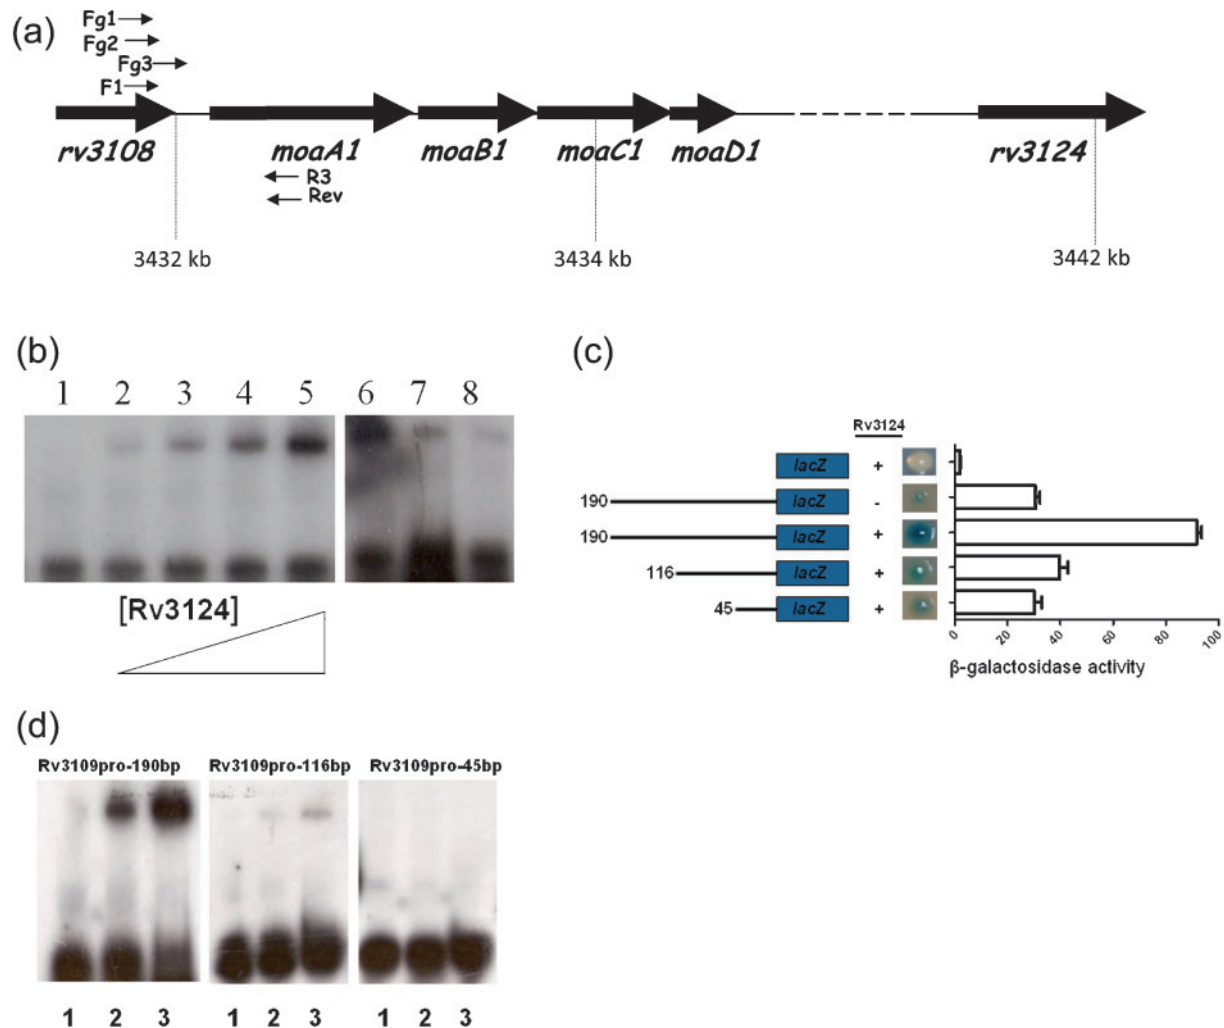 (a)
Fg1
Fg2
Fg3
F1
rv3108 moaA1 moaB1 moaC1 moaD1 rv3124
R3
Rev
3432 kb 3434 kb 3442 kb
(b)
1 2 3 4 5 6 7 8
[Rv3124]
(c)
Rv3124
lacZ +
190 lacZ -
190 lacZ +
116 lacZ +
45 lacZ +
0 20 40 60 80 100
β-galactosidase activity
(d)
Rv3109pro-190bp Rv3109pro-116bp Rv3109pro-45bp
1 2 3 1 2 3 1 2 3